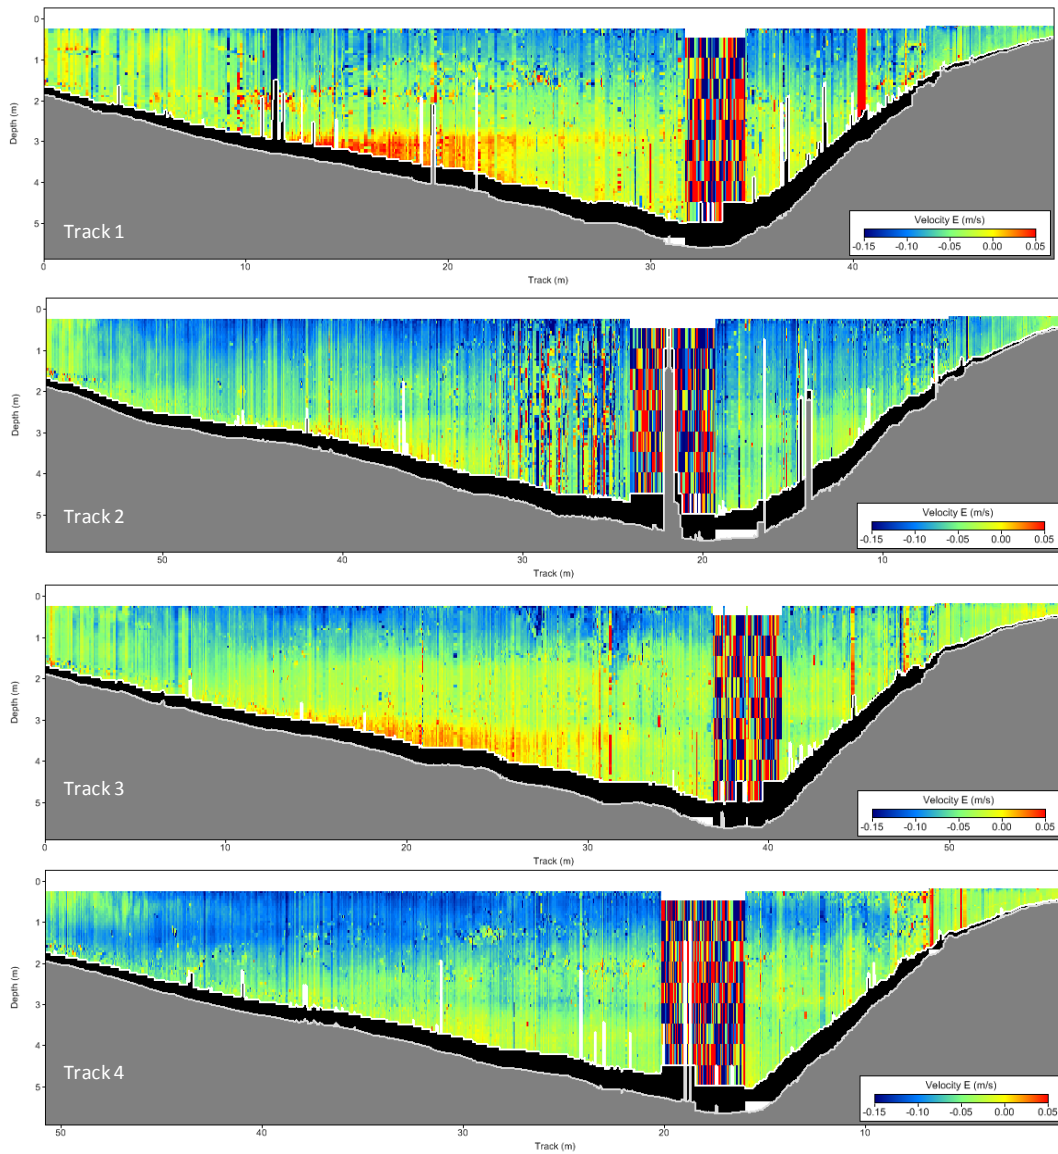 0
1
2
3
4
5
Depth (m)
Track 1
Velocity E (m/s)
-0.15 -0.10 -0.05 0.00 0.05
0 10 20 30 40
Track (m)
0
1
2
3
4
5
Depth (m)
Track 2
Velocity E (m/s)
-0.15 -0.10 -0.05 0.00 0.05
50 40 30 20 10
Track (m)
0
1
2
3
4
5
Depth (m)
Track 3
Velocity E (m/s)
-0.15 -0.10 -0.05 0.00 0.05
0 10 20 30 40 50
Track (m)
0
1
2
3
4
5
Depth (m)
Track 4
Velocity E (m/s)
-0.15 -0.10 -0.05 0.00 0.05
50 40 30 20 10
Track (m)